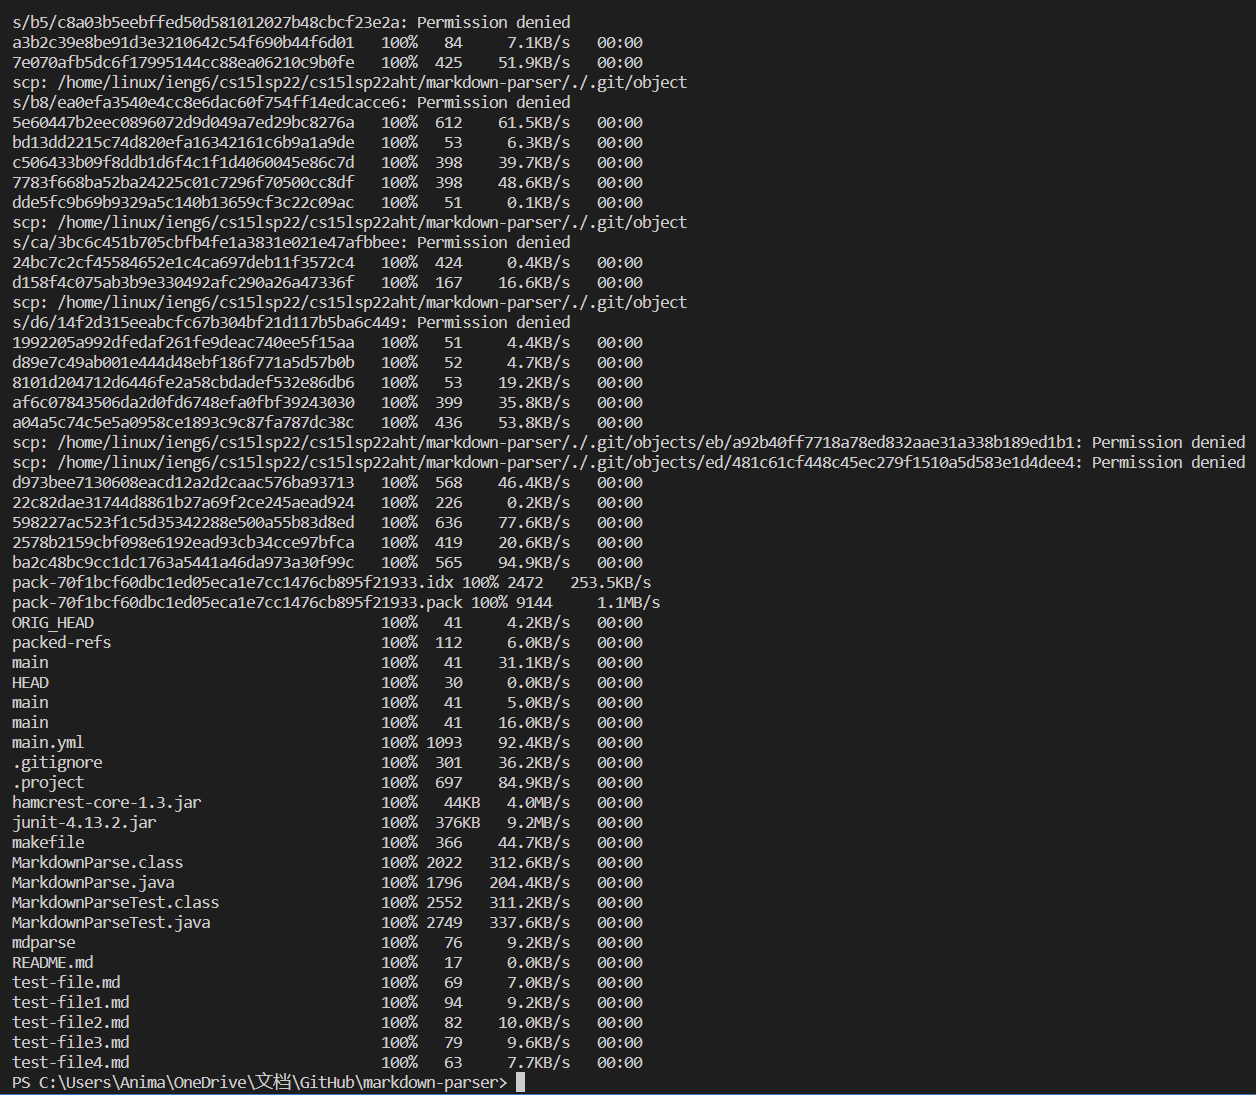 s/b5/c8a03b5eebffed50d581012027b48cbcf23e2a: Permission denied
a3b2c39e8be91d3e3210642c54f690b44f6d01   100%   84     7.1KB/s   00:00
7e070afb5dc6f17995144cc88ea06210c9b0fe   100%  425    51.9KB/s   00:00
scp: /home/linux/ieng6/cs15lsp22/cs15lsp22aht/markdown-parser/./.git/object
s/b8/ea0efa3540e4cc8e6dac60f754ff14edcacce6: Permission denied
5e60447b2eec0896072d9d049a7ed29bc8276a   100%  612    61.5KB/s   00:00
bd13dd2215c74d820efa16342161c6b9a1a9de   100%   53     6.3KB/s   00:00
c506433b09f8ddb1d6f4c1f1d4060045e86c7d   100%  398    39.7KB/s   00:00
7783f668ba52ba24225c01c7296f70500cc8df   100%  398    48.6KB/s   00:00
dde5fc9b69b9329a5c140b13659cf3c22c09ac   100%   51     0.1KB/s   00:00
scp: /home/linux/ieng6/cs15lsp22/cs15lsp22aht/markdown-parser/./.git/object
s/ca/3bc6c451b705cbfb4fe1a3831e021e47afbbee: Permission denied
24bc7c2cf45584652e1c4ca697deb11f3572c4   100%  424     0.4KB/s   00:00
d158f4c075ab3b9e330492afc290a26a47336f   100%  167    16.6KB/s   00:00
scp: /home/linux/ieng6/cs15lsp22/cs15lsp22aht/markdown-parser/./.git/object
s/d6/14f2d315eeabcfc67b304bf21d117b5ba6c449: Permission denied
1992205a992dfedaf261fe9deac740ee5f15aa   100%   51     4.4KB/s   00:00
d89e7c49ab001e444d48ebf186f771a5d57b0b   100%   52     4.7KB/s   00:00
8101d204712d6446fe2a58cbdadef532e86db6   100%   53    19.2KB/s   00:00
af6c07843506da2d0fd6748efa0fbf39243030   100%  399    35.8KB/s   00:00
a04a5c74c5e5a0958ce1893c9c87fa787dc38c   100%  436    53.8KB/s   00:00
scp: /home/linux/ieng6/cs15lsp22/cs15lsp22aht/markdown-parser/./.git/objects/eb/a92b40ff7718a78ed832aae31a338b189ed1b1: Permission denied
scp: /home/linux/ieng6/cs15lsp22/cs15lsp22aht/markdown-parser/./.git/objects/ed/481c61cf448c45ec279f1510a5d583e1d4dee4: Permission denied
d973bee7130608eacd12a2d2caac576ba93713   100%  568    46.4KB/s   00:00
22c82dae31744d8861b27a69f2ce245aead924   100%  226     0.2KB/s   00:00
598227ac523f1c5d35342288e500a55b83d8ed   100%  636    77.6KB/s   00:00
2578b2159cbf098e6192ead93cb34cce97bfca   100%  419    20.6KB/s   00:00
ba2c48bc9cc1dc1763a5441a46da973a30f99c   100%  565    94.9KB/s   00:00
pack-70f1bcf60dbc1ed05eca1e7cc1476cb895f21933.idx 100% 2472   253.5KB/s
pack-70f1bcf60dbc1ed05eca1e7cc1476cb895f21933.pack 100% 9144     1.1MB/s
ORIG_HEAD                                100%   41     4.2KB/s   00:00
packed-refs                              100%  112     6.0KB/s   00:00
main                                     100%   41    31.1KB/s   00:00
HEAD                                     100%   30     0.0KB/s   00:00
main                                     100%   41     5.0KB/s   00:00
main                                     100%   41    16.0KB/s   00:00
main.yml                                 100% 1093    92.4KB/s   00:00
.gitignore                               100%  301    36.2KB/s   00:00
.project                                 100%  697    84.9KB/s   00:00
hamcrest-core-1.3.jar                    100%   44KB   4.0MB/s   00:00
junit-4.13.2.jar                         100%  376KB   9.2MB/s   00:00
makefile                                 100%  366    44.7KB/s   00:00
MarkdownParse.class                      100% 2022   312.6KB/s   00:00
MarkdownParse.java                       100% 1796   204.4KB/s   00:00
MarkdownParseTest.class                  100% 2552   311.2KB/s   00:00
MarkdownParseTest.java                   100% 2749   337.6KB/s   00:00
mdparse                                  100%   76     9.2KB/s   00:00
README.md                                100%   17     0.0KB/s   00:00
test-file.md                             100%   69     7.0KB/s   00:00
test-file1.md                            100%   94     9.2KB/s   00:00
test-file2.md                            100%   82    10.0KB/s   00:00
test-file3.md                            100%   79     9.6KB/s   00:00
test-file4.md                            100%   63     7.7KB/s   00:00
PS C:\Users\Anima\OneDrive\文档\GitHub\markdown-parser>